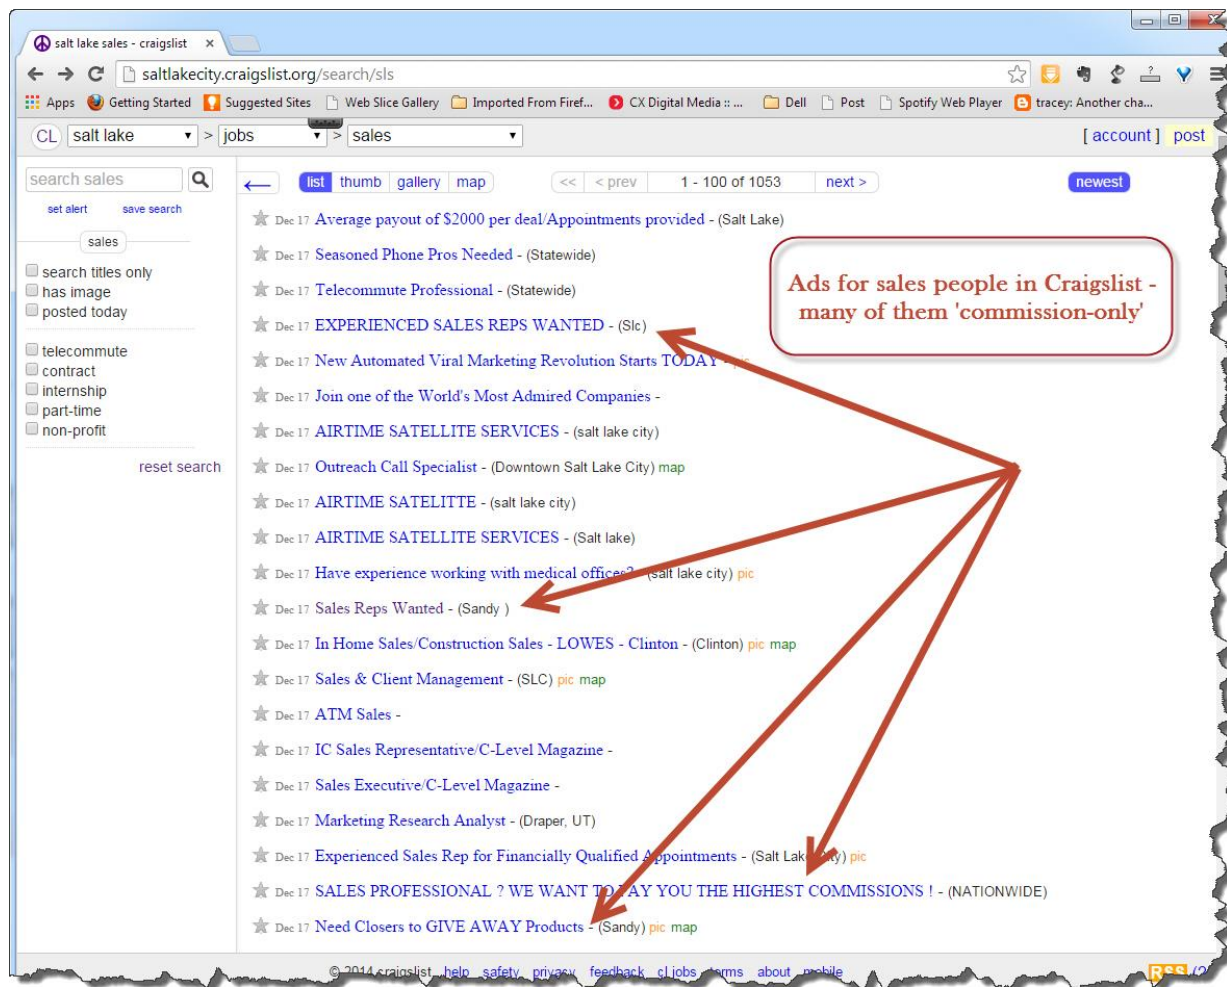 salt lake sales - craigslist
saltlakecity.craigslist.org/search/sls
Apps Getting Started Suggested Sites Web Slice Gallery Imported From Firef... CX Digital Media :: ... Dell Post Spotify Web Player tracey: Another cha...
CL salt lake > jobs > sales [ account ] post
search sales
set alert save search
sales
search titles only
has image
posted today
telecommute
contract
internship
part-time
non-profit
reset search
list thumb gallery map << < prev 1 - 100 of 1053 next > newest
Dec 17 Average payout of $2000 per deal/Appointments provided - (Salt Lake)
Dec 17 Seasoned Phone Pros Needed - (Statewide)
Dec 17 Telecommute Professional - (Statewide)
Dec 17 EXPERIENCED SALES REPS WANTED - (Slc)
Dec 17 New Automated Viral Marketing Revolution Starts TODAY - pic
Dec 17 Join one of the World's Most Admired Companies -
Dec 17 AIRTIME SATELLITE SERVICES - (salt lake city)
Dec 17 Outreach Call Specialist - (Downtown Salt Lake City) map
Dec 17 AIRTIME SATELITTE - (salt lake city)
Dec 17 AIRTIME SATELLITE SERVICES - (Salt lake)
Dec 17 Have experience working with medical offices? - (salt lake city) pic
Dec 17 Sales Reps Wanted - (Sandy )
Dec 17 In Home Sales/Construction Sales - LOWES - Clinton - (Clinton) pic map
Dec 17 Sales & Client Management - (SLC) pic map
Dec 17 ATM Sales -
Dec 17 IC Sales Representative/C-Level Magazine -
Dec 17 Sales Executive/C-Level Magazine -
Dec 17 Marketing Research Analyst - (Draper, UT)
Dec 17 Experienced Sales Rep for Financially Qualified Appointments - (Salt Lake City) pic
Dec 17 SALES PROFESSIONAL ? WE WANT TO PAY YOU THE HIGHEST COMMISSIONS ! - (NATIONWIDE)
Dec 17 Need Closers to GIVE AWAY Products - (Sandy) pic map
Ads for sales people in Craigslist -
many of them 'commission-only'
© 2014 craigslist help safety privacy feedback cl jobs terms about mobile
RSS